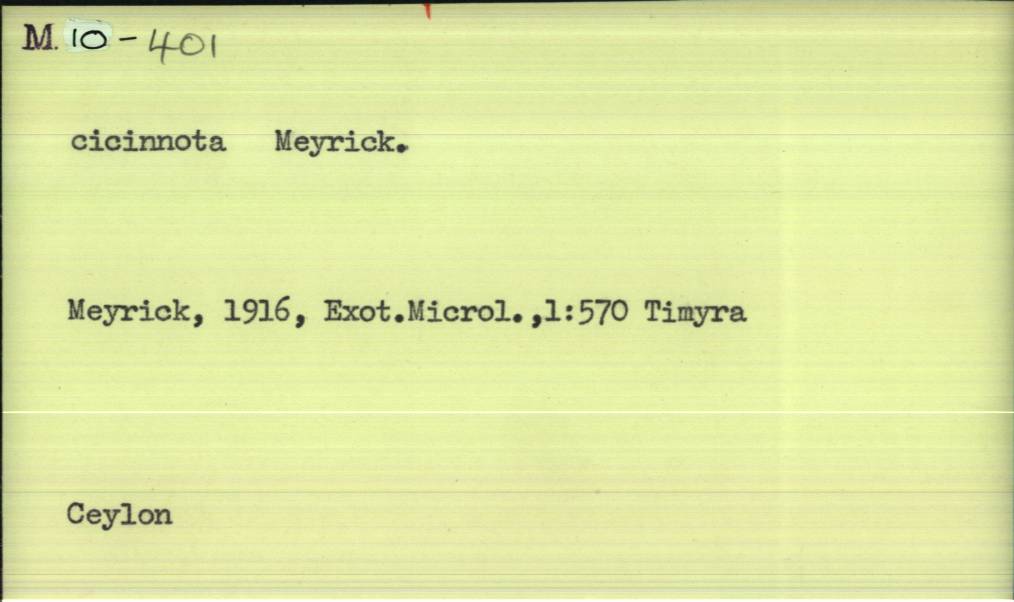 M. 10-401
cicinnota Meyrick.
Meyrick, 1916, Exot.Microl.,1:570 Timyra
Ceylon